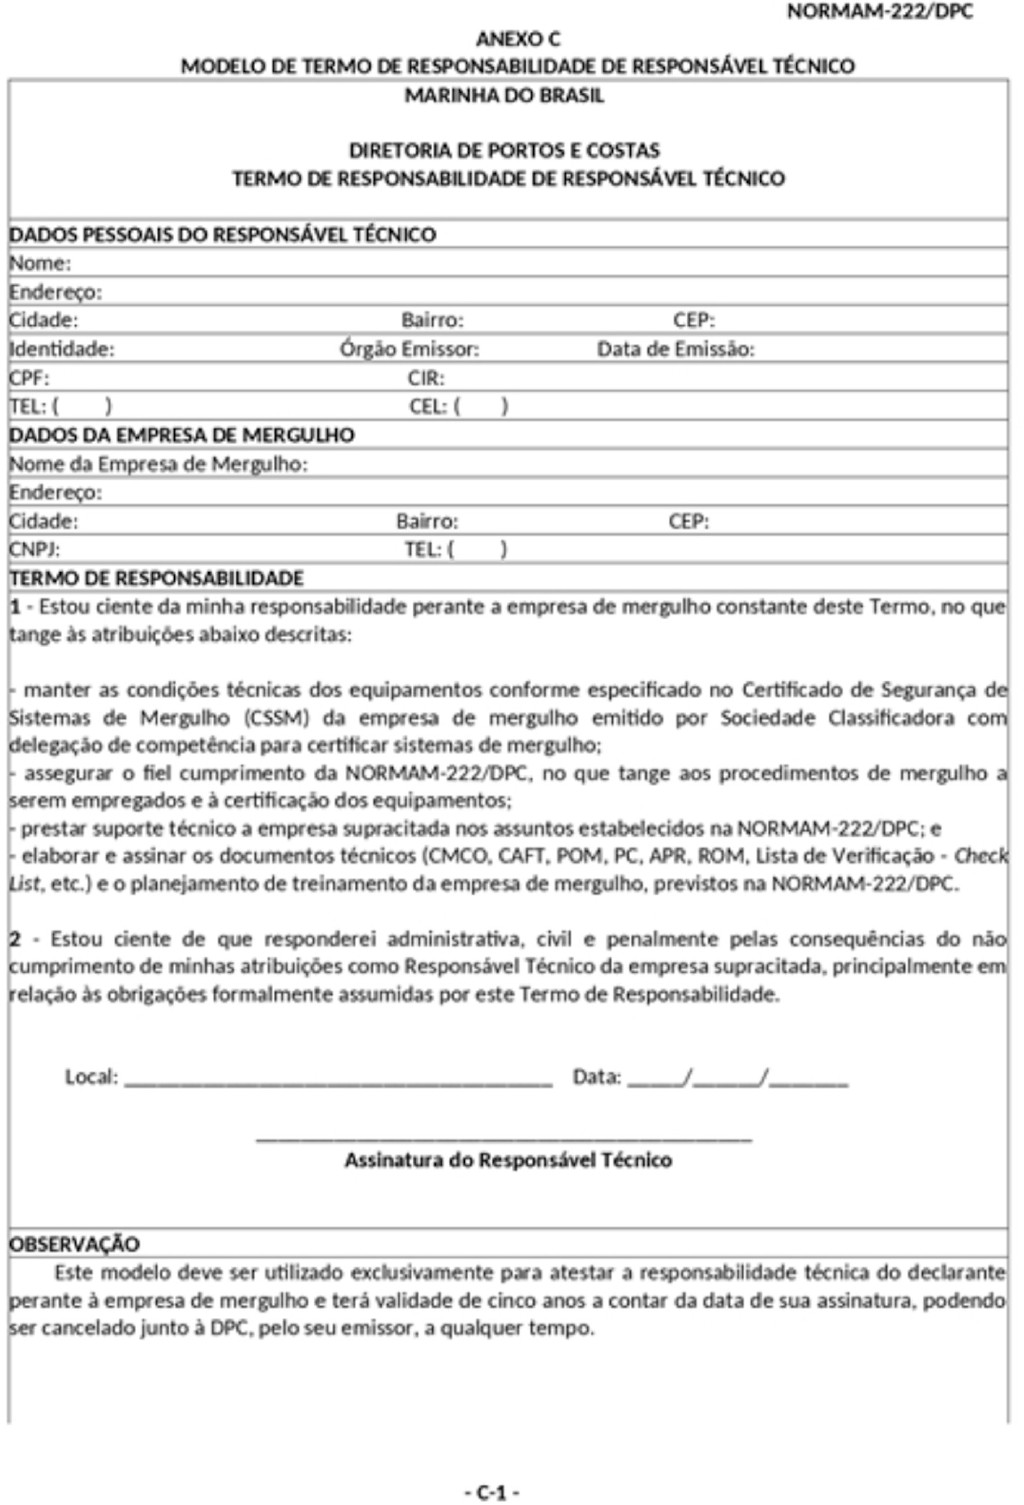 NORMAM-222/DPC
ANEXO C
MODELO DE TERMO DE RESPONSABILIDADE DE RESPONSÁVEL TÉCNICO
MARINHA DO BRASIL
DIRETORIA DE PORTOS E COSTAS
TERMO DE RESPONSABILIDADE DE RESPONSÁVEL TÉCNICO
DADOS PESSOAIS DO RESPONSÁVEL TÉCNICO
Nome:
Endereço:
Cidade: Bairro: CEP:
Identidade: Órgão Emissor: Data de Emissão:
CPF: CIR:
TEL: ( ) CEL: ( )
DADOS DA EMPRESA DE MERGULHO
Nome da Empresa de Mergulho:
Endereço:
Cidade: Bairro: CEP:
CNPJ: TEL: ( )
TERMO DE RESPONSABILIDADE
1 - Estou ciente da minha responsabilidade perante a empresa de mergulho constante deste Termo, no que
tange às atribuições abaixo descritas:
- manter as condições técnicas dos equipamentos conforme especificado no Certificado de Segurança de
Sistemas de Mergulho (CSSM) da empresa de mergulho emitido por Sociedade Classificadora com
delegação de competência para certificar sistemas de mergulho;
- assegurar o fiel cumprimento da NORMAM-222/DPC, no que tange aos procedimentos de mergulho a
serem empregados e à certificação dos equipamentos;
- prestar suporte técnico a empresa supracitada nos assuntos estabelecidos na NORMAM-222/DPC; e
- elaborar e assinar os documentos técnicos (CMCO, CAFT, POM, PC, APR, ROM, Lista de Verificação - Check
List, etc.) e o planejamento de treinamento da empresa de mergulho, previstos na NORMAM-222/DPC.
2 - Estou ciente de que responderei administrativa, civil e penalmente pelas consequências do não
cumprimento de minhas atribuições como Responsável Técnico da empresa supracitada, principalmente em
relação às obrigações formalmente assumidas por este Termo de Responsabilidade.
Local: ______________________________________ Data: _____/______/_______
____________________________________________
Assinatura do Responsável Técnico
OBSERVAÇÃO
Este modelo deve ser utilizado exclusivamente para atestar a responsabilidade técnica do declarante
perante à empresa de mergulho e terá validade de cinco anos a contar da data de sua assinatura, podendo
ser cancelado junto à DPC, pelo seu emissor, a qualquer tempo.
- C-1 -